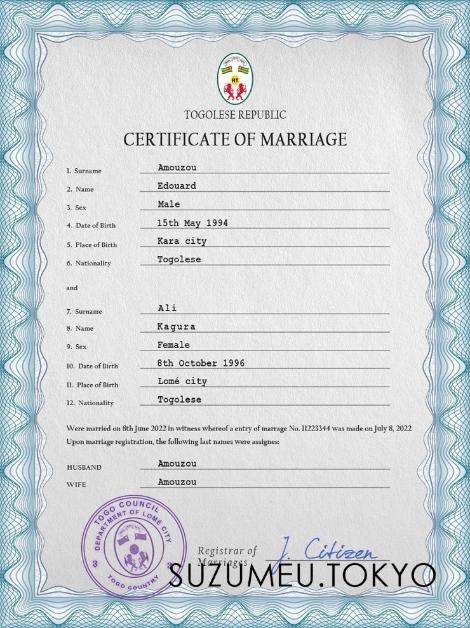 RT
TOGOLESE REPUBLIC
CERTIFICATE OF MARRIAGE
1. Surname Amouzou
2. Name Edouard
3. Sex Male
4. Date of Birth 15th May 1994
5. Place of Birth Kara city
6. Nationality Togolese
and
7. Surname Ali
8. Name Kagura
9. Sex Female
10. Date of Birth 8th October 1996
11. Place of Birth Lomé city
12. Nationality Togolese
Were married on 8th June 2022 in witness whereof a entry of marrage No. 11223344 was made on July 8, 2022
Upon marriage registration, the following last names were assignes:
HUSBAND Amouzou
WIFE Amouzou
TOGO COUNCIL
DEPARTMENT OF LOME CITY
TOGO COUNTRY
Registrar of
Marriages
J. Citizen
SUZUMEU.TOKYO